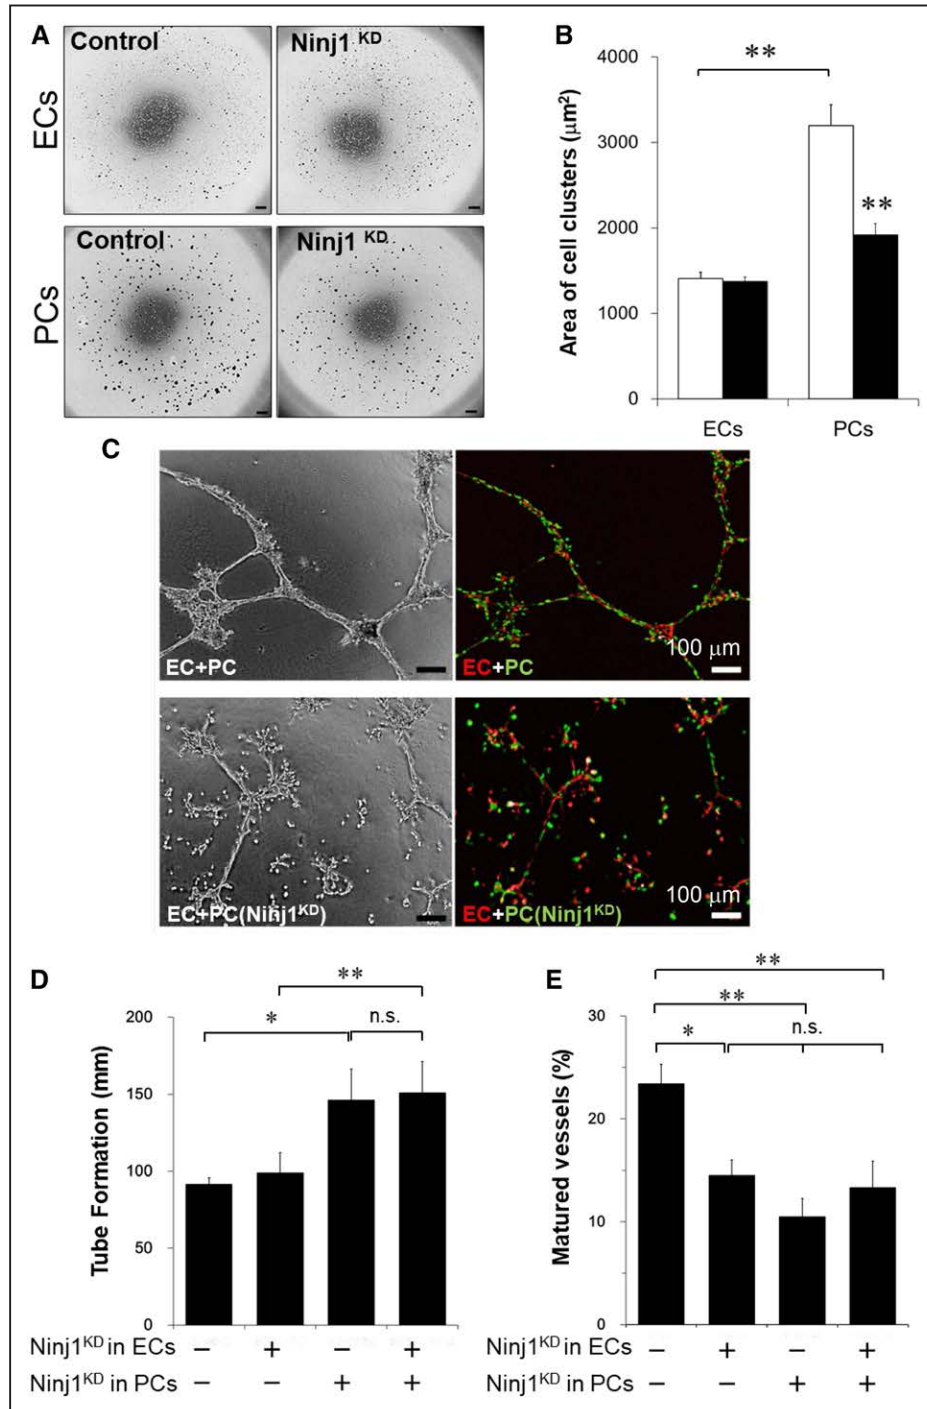 A
Control
Ninj1 KD
ECs
Control
Ninj1 KD
PCs
B
Area of cell clusters (μm2)
4000
3000
2000
1000
0
**
**
ECs
PCs
C
EC+PC
EC+PC
100 μm
EC+PC(Ninj1KD)
EC+PC(Ninj1KD)
100 μm
D
Tube Formation (mm)
200
150
100
50
0
**
*
n.s.
Ninj1KD in ECs − + − +
Ninj1KD in PCs − − + +
E
Matured vessels (%)
30
20
10
0
**
**
*
n.s.
Ninj1KD in ECs − + − +
Ninj1KD in PCs − − + +